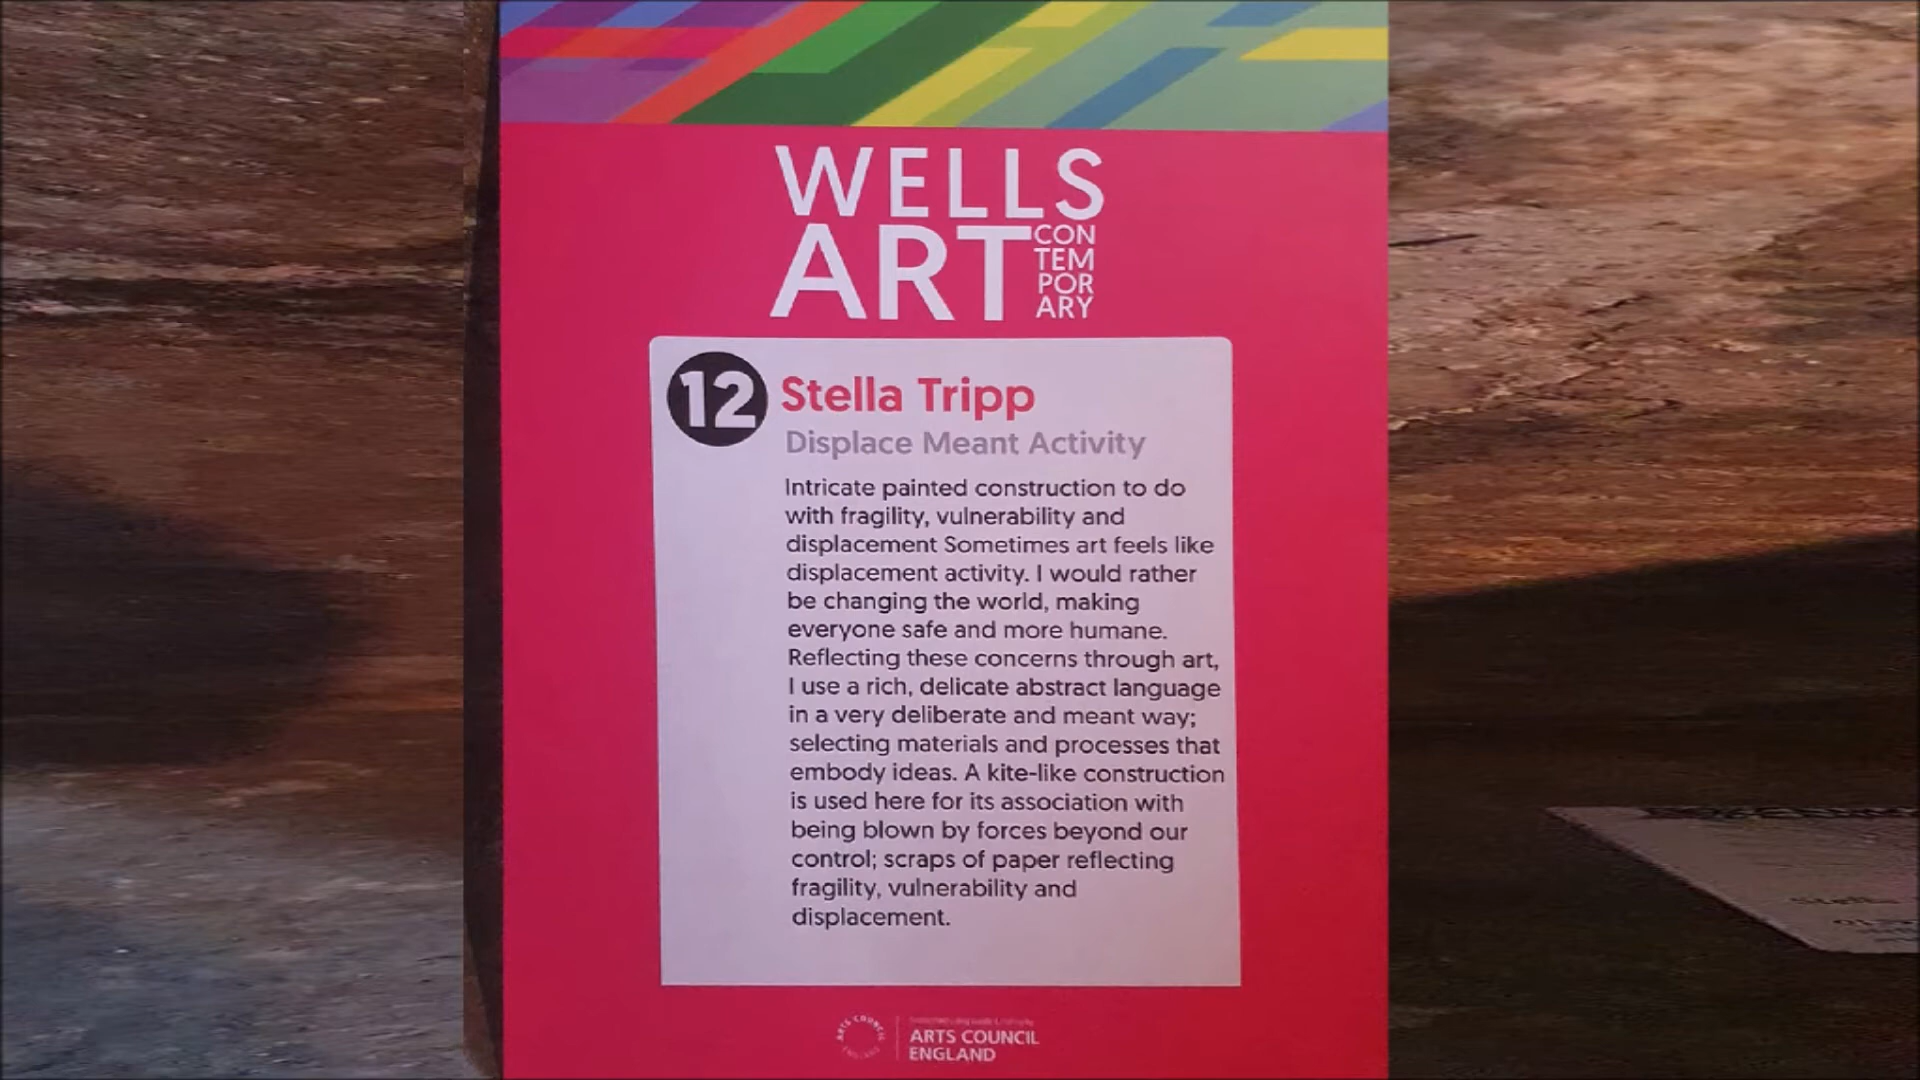 WELLS
ART
CON
TEM
POR
ARY
12
Stella Tripp
Displace Meant Activity
Intricate painted construction to do
with fragility, vulnerability and
displacement Sometimes art feels like
displacement activity. I would rather
be changing the world, making
everyone safe and more humane.
Reflecting these concerns through art,
I use a rich, delicate abstract language
in a very deliberate and meant way;
selecting materials and processes that
embody ideas. A kite-like construction
is used here for its association with
being blown by forces beyond our
control; scraps of paper reflecting
fragility, vulnerability and
displacement.
ARTS COUNCIL
ENGLAND
ARTS COUNCIL
ENGLAND